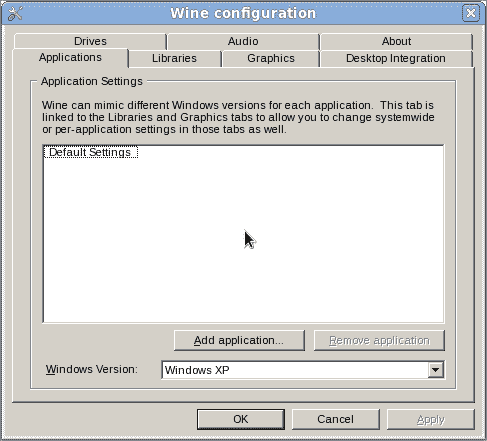 Wine configuration
Drives Audio About
Applications Libraries Graphics Desktop Integration
Application Settings
Wine can mimic different Windows versions for each application. This tab is
linked to the Libraries and Graphics tabs to allow you to change systemwide
or per-application settings in those tabs as well.
Default Settings
Add application... Remove application
Windows Version: Windows XP
OK Cancel Apply